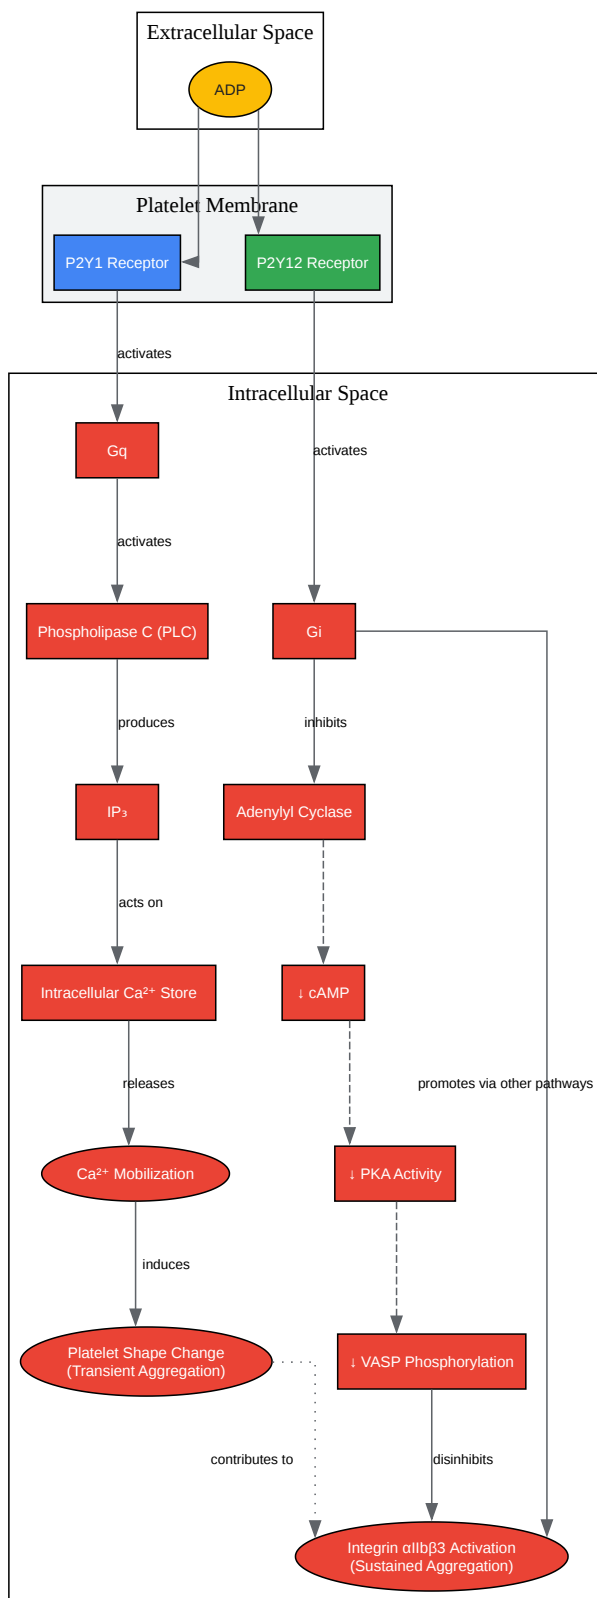 Extracellular Space
ADP
Platelet Membrane
P2Y1 Receptor
P2Y12 Receptor
activates
Intracellular Space
Gq
activates
activates
Phospholipase C (PLC)
Gi
produces
inhibits
IP₃
Adenylyl Cyclase
acts on
Intracellular Ca²⁺ Store
↓ cAMP
releases
promotes via other pathways
Ca²⁺ Mobilization
↓ PKA Activity
induces
Platelet Shape Change
(Transient Aggregation)
↓ VASP Phosphorylation
contributes to
disinhibits
Integrin αIIbβ3 Activation
(Sustained Aggregation)